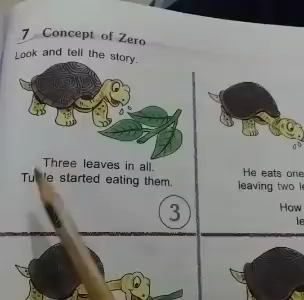 7 Concept of Zero
Look and tell the story.
Three leaves in all.
Turtle started eating them.
3
He eats one
leaving two
How